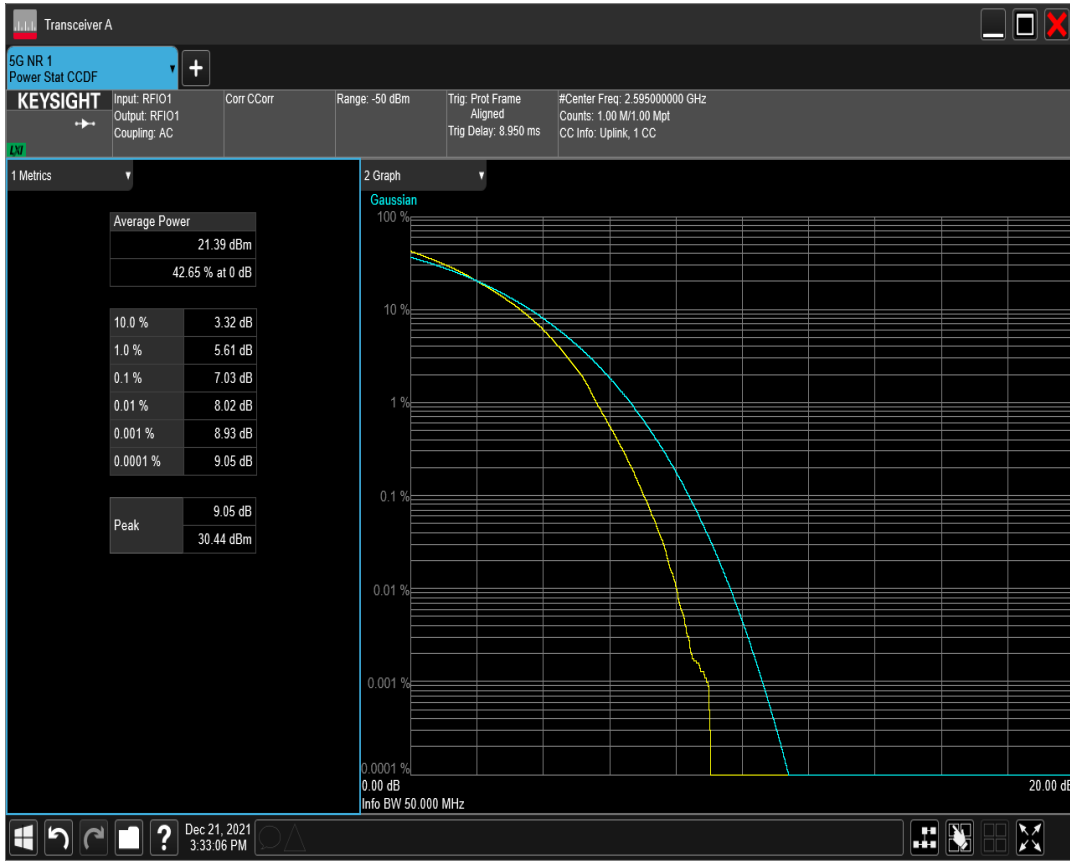 Transceiver A
5G NR 1
Power Stat CCDF
KEYSIGHT
LXI
Input: RFIO1
Output: RFIO1
Coupling: AC
Corr CCorr
Range: -50 dBm
Trig: Prot Frame
Aligned
Trig Delay: 8.950 ms
#Center Freq: 2.595000000 GHz
Counts: 1.00 M/1.00 Mpt
CC Info: Uplink, 1 CC
1 Metrics
Average Power
21.39 dBm
42.65 % at 0 dB
10.0 % 3.32 dB
1.0 % 5.61 dB
0.1 % 7.03 dB
0.01 % 8.02 dB
0.001 % 8.93 dB
0.0001 % 9.05 dB
Peak 9.05 dB
30.44 dBm
2 Graph
Gaussian
100 %
10 %
1 %
0.1 %
0.01 %
0.001 %
0.0001 %
0.00 dB 20.00 dB
Info BW 50.000 MHz
? Dec 21, 2021
3:33:06 PM